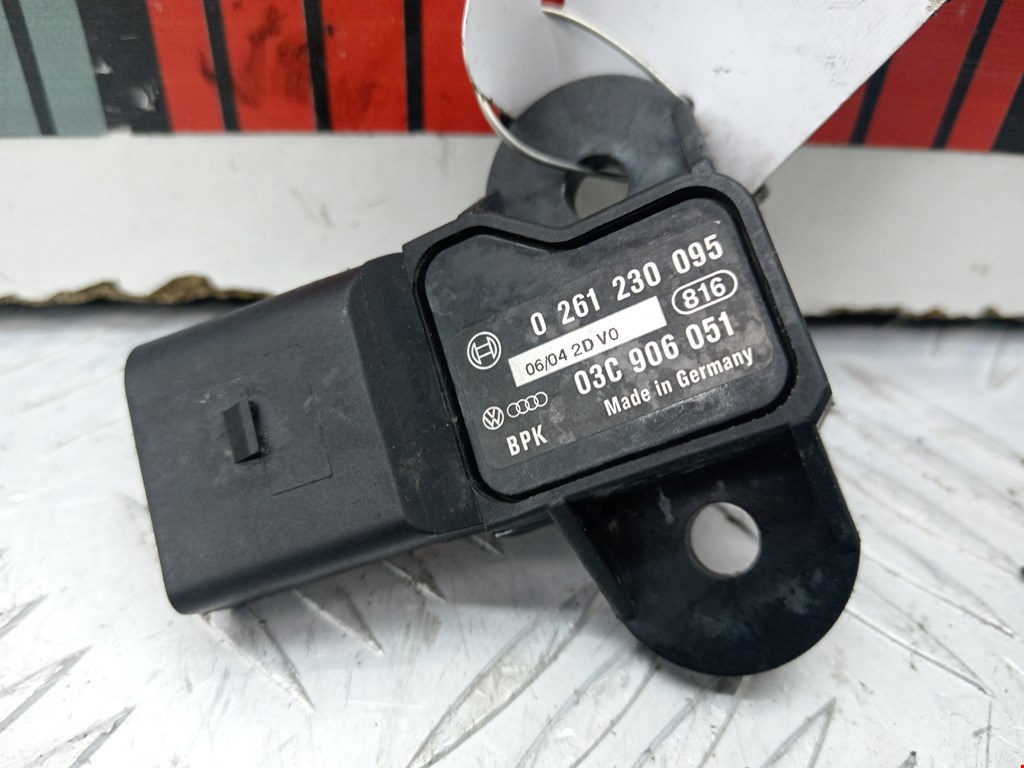 0 261 230 095
816
06/04 2D V0
03C 906 051
Made in Germany
BPK